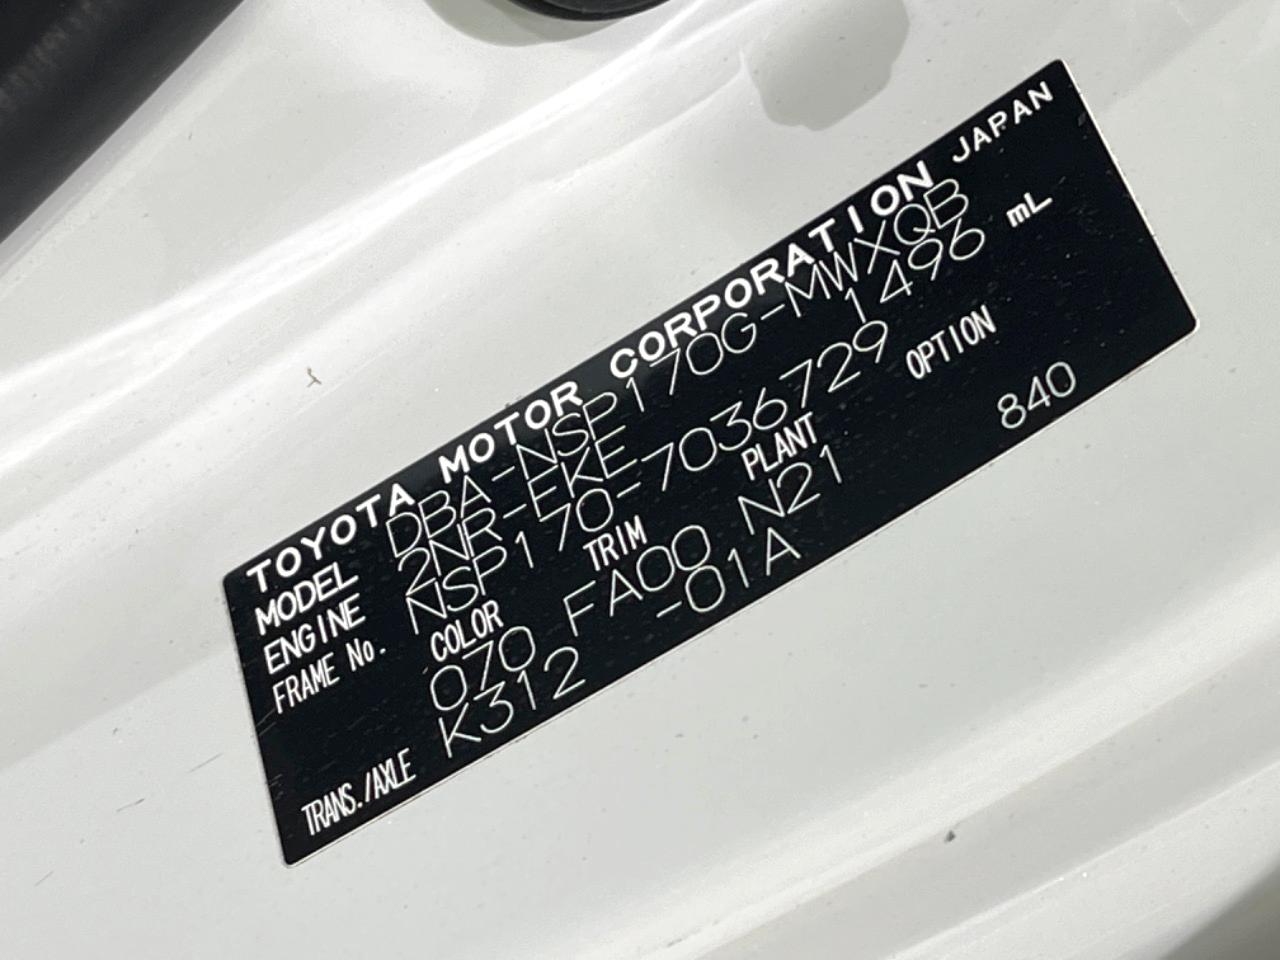 TOYOTA MOTOR CORPORATION JAPAN
MODEL DBA-NSP170G-MWXQB
ENGINE 2NR-FKE 1496 mL
FRAME No. NSP170-7036729
COLOR TRIM PLANT OPTION
070 FA00 N21 840
TRANS./AXLE K312 -01A